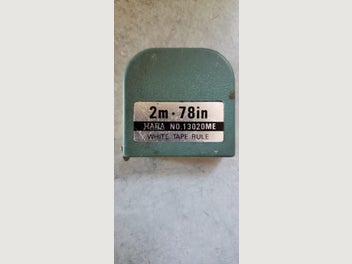 2m·78in
HARA NO.13020ME
WHITE TAPE RULE